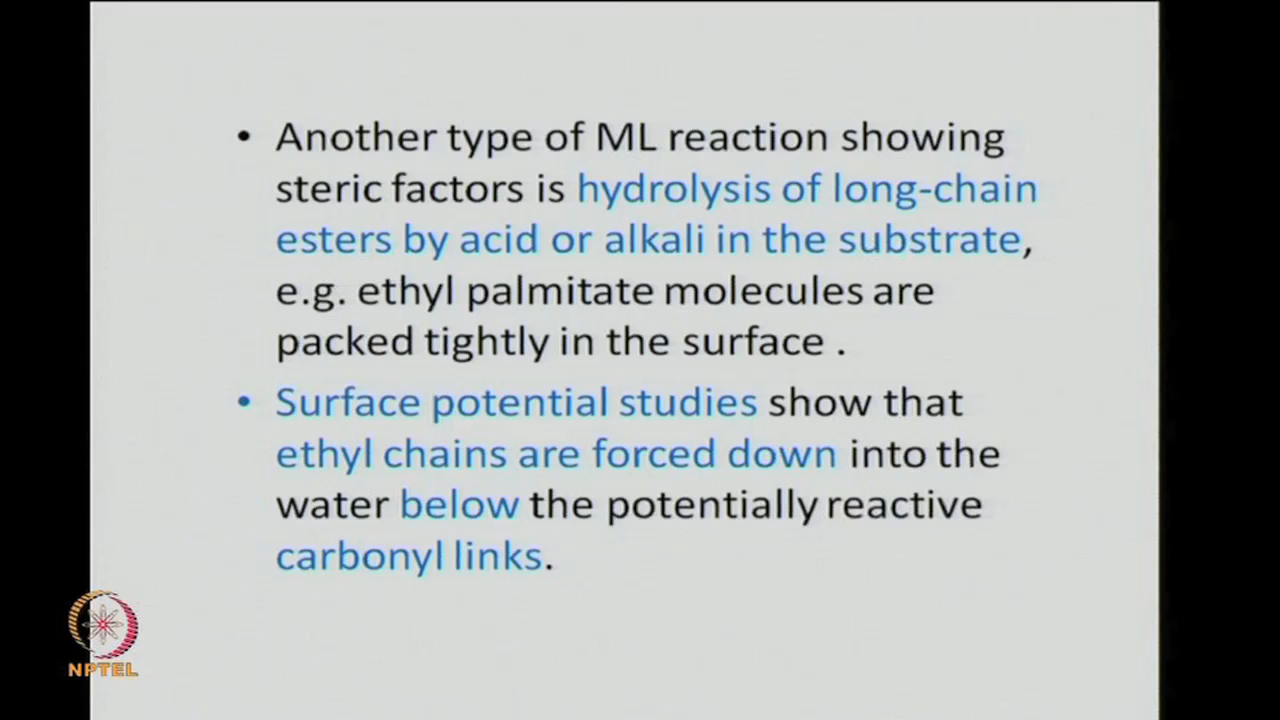 • Another type of ML reaction showing
steric factors is hydrolysis of long-chain
esters by acid or alkali in the substrate,
e.g. ethyl palmitate molecules are
packed tightly in the surface .
• Surface potential studies show that
ethyl chains are forced down into the
water below the potentially reactive
carbonyl links.
NPTEL